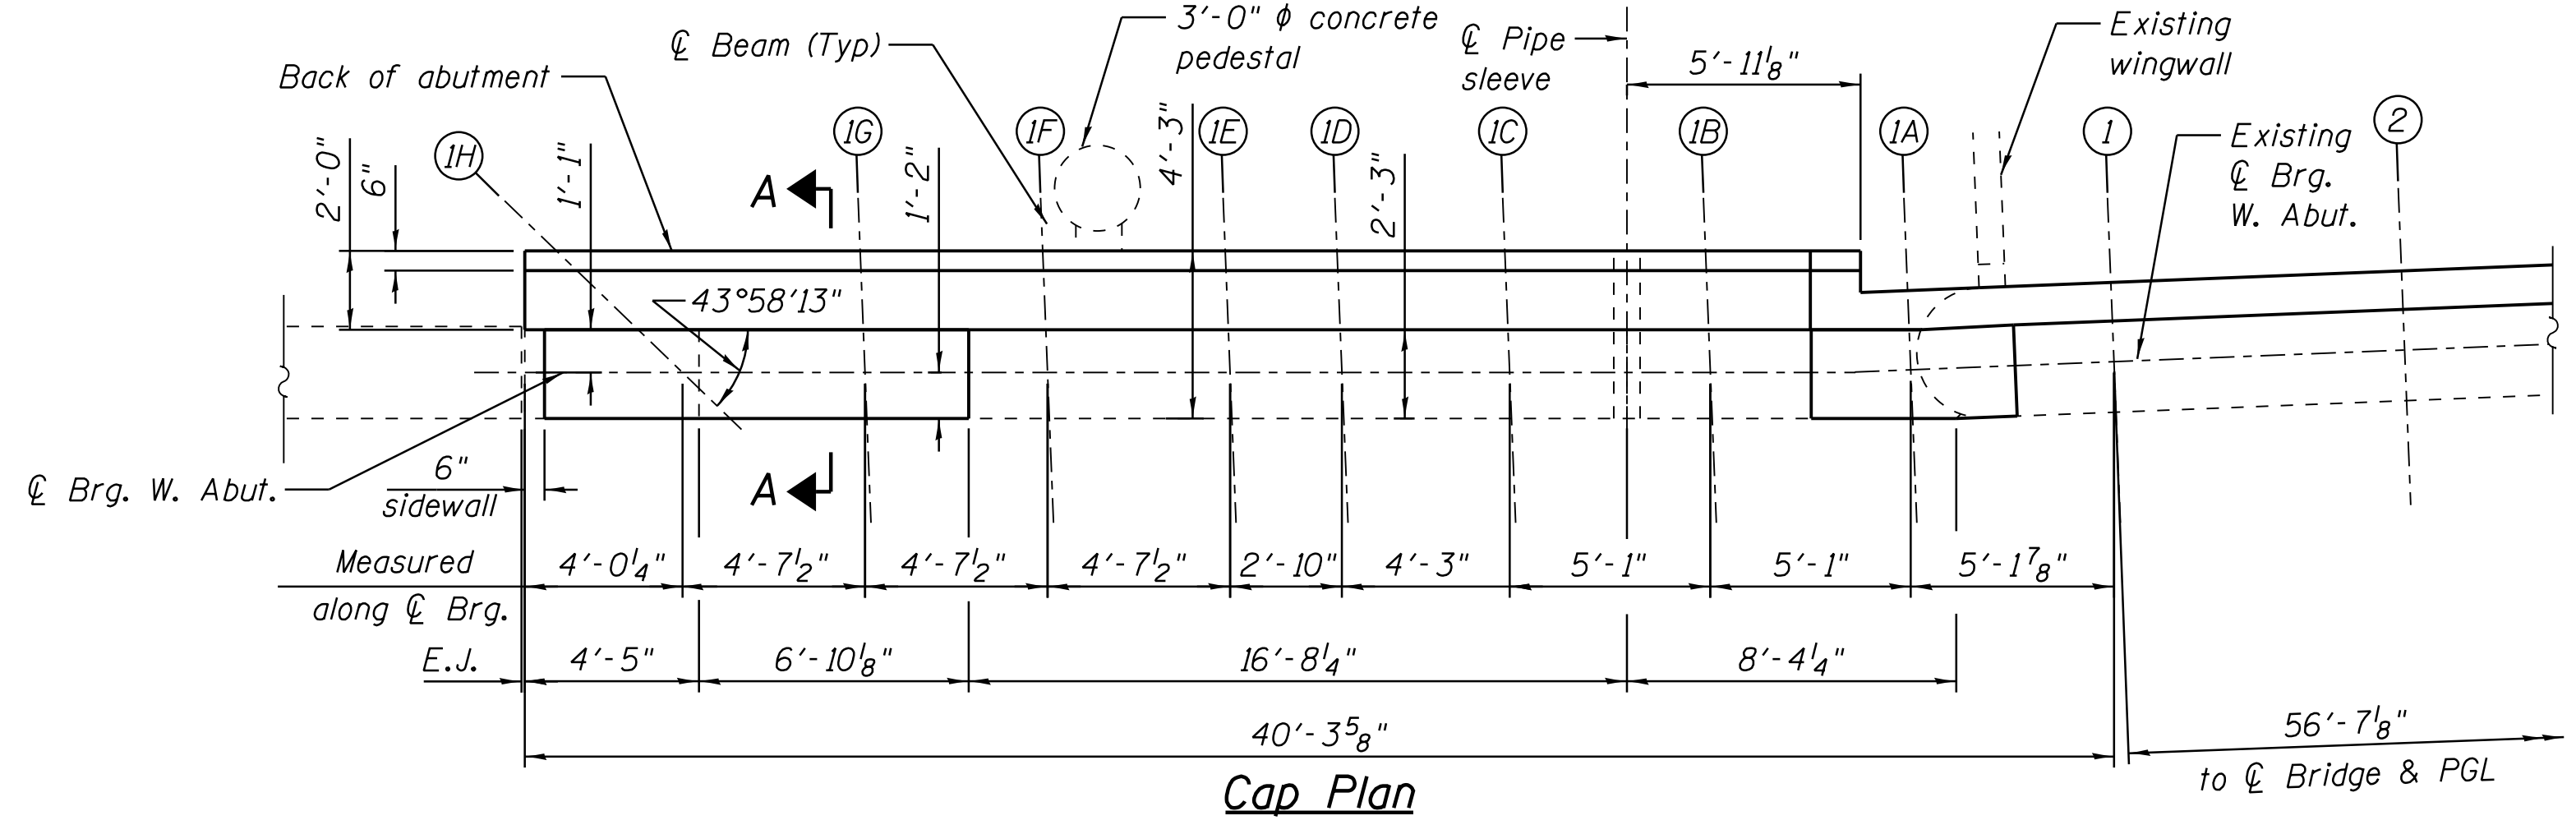 3'-0" ϕ concrete
pedestal
℄ Beam (Typ)
Back of abutment
℄ Pipe
sleeve
5'-11 1/8"
Existing
wingwall
Existing
℄ Brg.
W. Abut.
1H
1G
1F
1E
1D
1C
1B
1A
1
2
2'-0"
6"
1'-1"
A
1'-2"
4'-3"
2'-3"
43°58'13"
℄ Brg. W. Abut.
6"
sidewall
A
Measured
along ℄ Brg.
4'-0 1/4"
4'-7 1/2"
4'-7 1/2"
4'-7 1/2"
2'-10"
4'-3"
5'-1"
5'-1"
5'-1 7/8"
E.J.
4'-5"
6'-10 1/8"
16'-8 1/4"
8'-4 1/4"
40'-3 5/8"
56'-7 1/8"
to ℄ Bridge & PGL
Cap Plan